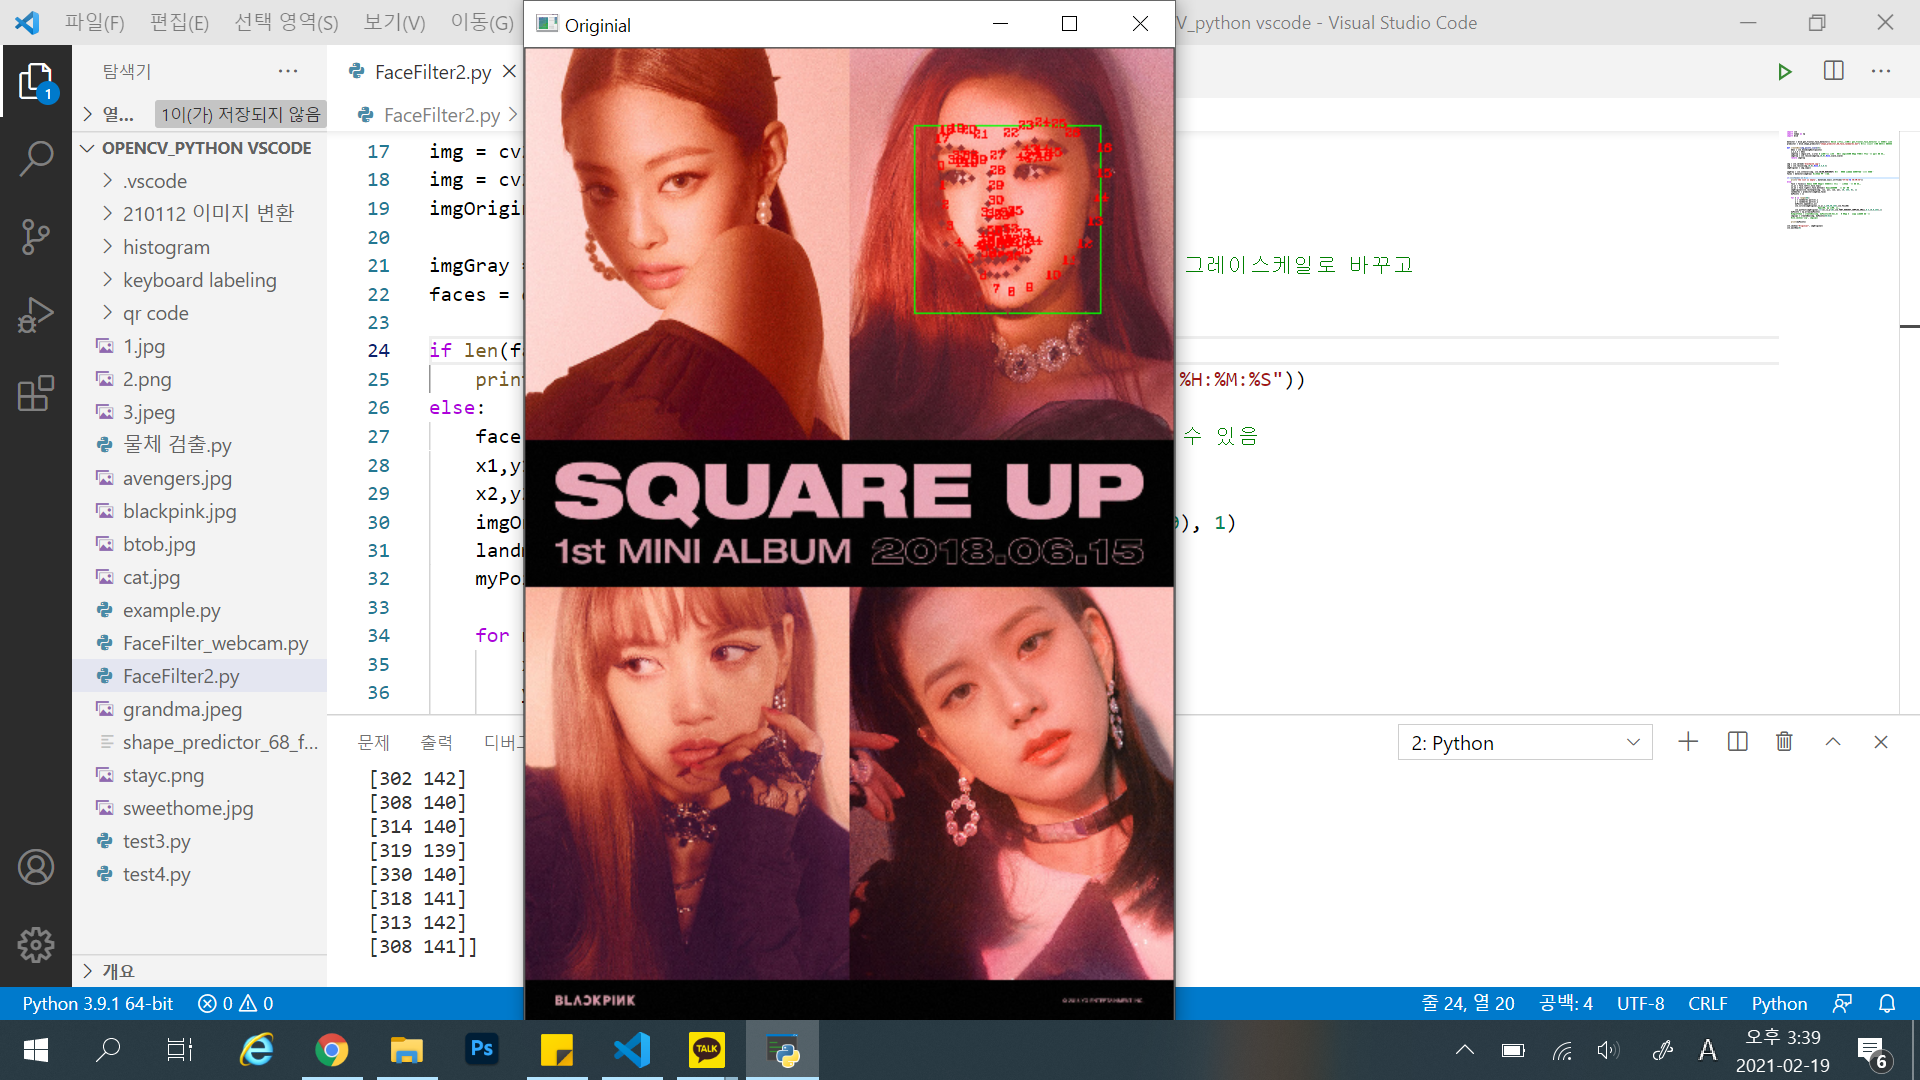 파일(F) 편집(E) 선택 영역(S) 보기(V) 이동(G)
Originial
V_python vscode - Visual Studio Code
탐색기
FaceFilter2.py
열... 1이(가) 저장되지 않음
FaceFilter2.py
OPENCV_PYTHON VSCODE
.vscode
210112 이미지 변환
histogram
keyboard labeling
qr code
1.jpg
2.png
3.jpeg
물체 검출.py
avengers.jpg
blackpink.jpg
btob.jpg
cat.jpg
example.py
FaceFilter_webcam.py
FaceFilter2.py
grandma.jpeg
shape_predictor_68_f...
stayc.png
sweethome.jpg
test3.py
test4.py
개요
17 img = cv
18 img = cv
19 imgOrigin
20
21 imgGray = 그레이스케일로 바꾸고
22 faces =
23
24 if len(f
25 prin %H:%M:%S"))
26 else:
27 face 수 있음
28 x1,y
29 x2,y
30 imgO ), 1)
31 land
32 myPo
33
34 for
35
36
SQUARE UP
1st MINI ALBUM 2018.06.15
BLACKPINK
문제 출력 디버그
2: Python
[302 142]
[308 140]
[314 140]
[319 139]
[330 140]
[318 141]
[313 142]
[308 141]]
1
Python 3.9.1 64-bit 0 0
줄 24, 열 20 공백: 4 UTF-8 CRLF Python
Ps
TALK
A
오후 3:39
2021-02-19
6